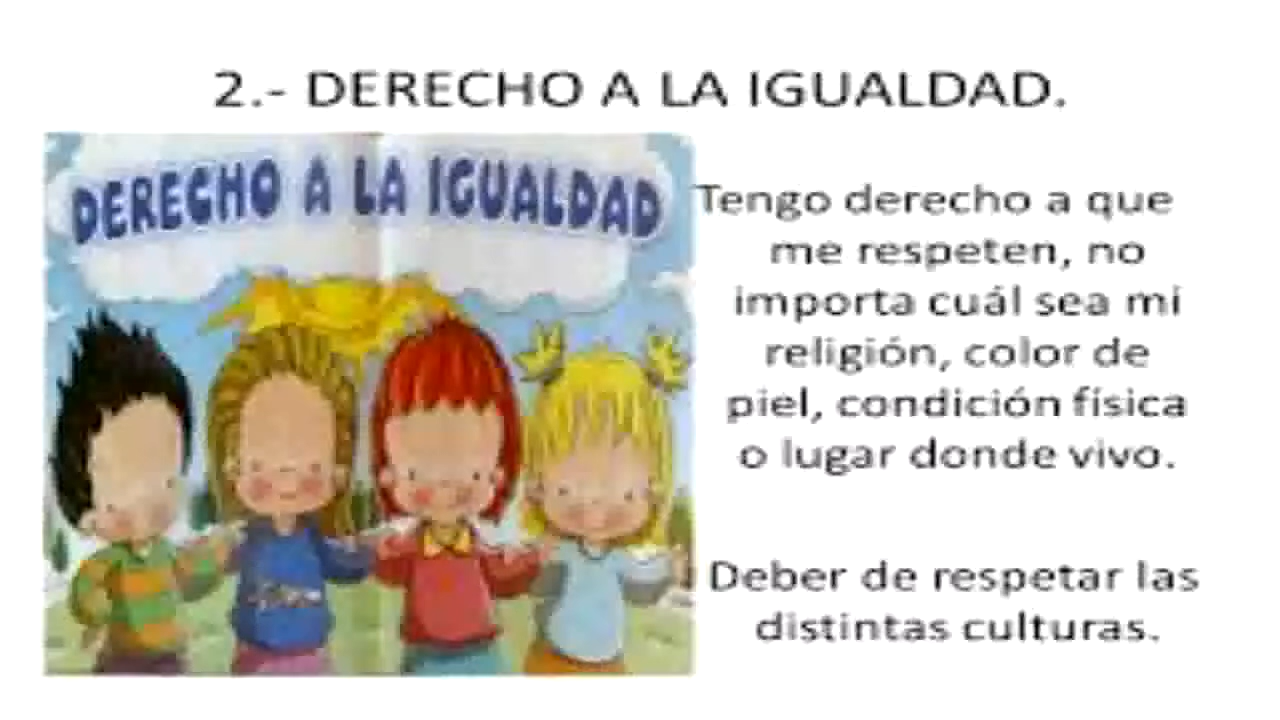 2.- DERECHO A LA IGUALDAD.
DERECHO A LA IGUALDAD
Tengo derecho a que
me respeten, no
importa cuál sea mi
religión, color de
piel, condición física
o lugar donde vivo.
Deber de respetar las
distintas culturas.